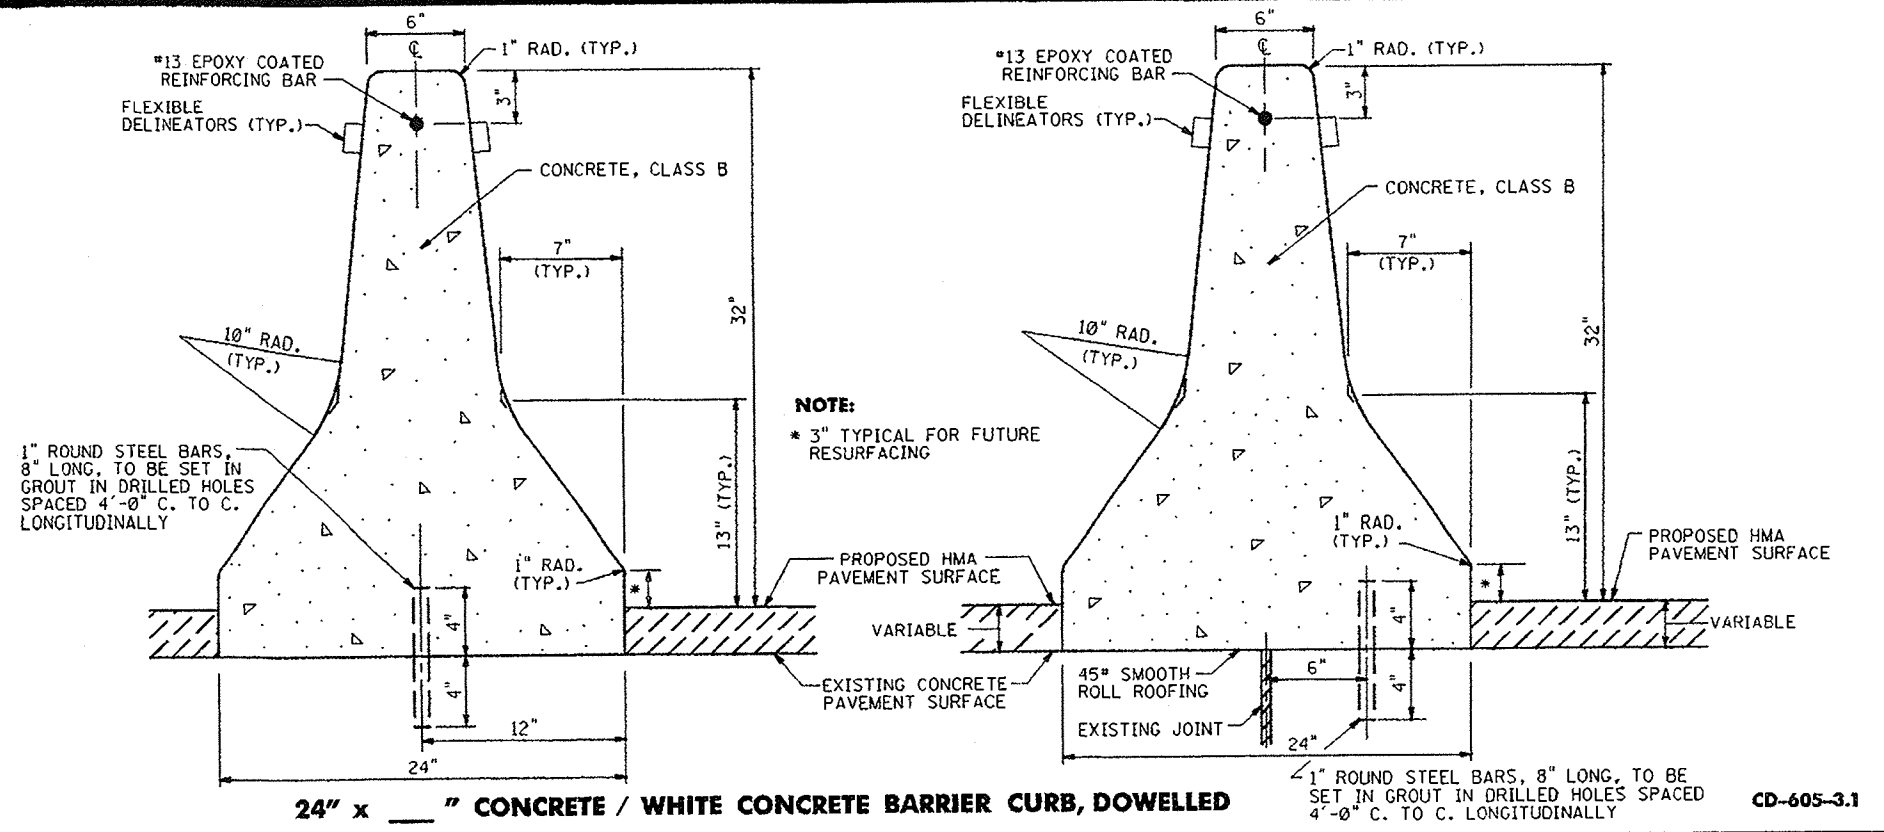 6"
℄
1" RAD. (TYP.)
#13 EPOXY COATED
REINFORCING BAR
FLEXIBLE
DELINEATORS (TYP.)
3"
CONCRETE, CLASS B
7"
(TYP.)
32"
10" RAD.
(TYP.)
1" ROUND STEEL BARS,
8" LONG, TO BE SET IN
GROUT IN DRILLED HOLES
SPACED 4'-0" C. TO C.
LONGITUDINALLY
13" (TYP.)
1" RAD.
(TYP.)
*
4"
4"
12"
24"
NOTE:
* 3" TYPICAL FOR FUTURE
RESURFACING
PROPOSED HMA
PAVEMENT SURFACE
VARIABLE
EXISTING CONCRETE
PAVEMENT SURFACE
6"
℄
1" RAD. (TYP.)
#13 EPOXY COATED
REINFORCING BAR
FLEXIBLE
DELINEATORS (TYP.)
3"
CONCRETE, CLASS B
7"
(TYP.)
32"
10" RAD.
(TYP.)
13" (TYP.)
1" RAD.
(TYP.)
*
PROPOSED HMA
PAVEMENT SURFACE
VARIABLE
4"
4"
6"
45# SMOOTH
ROLL ROOFING
EXISTING JOINT
24"
1" ROUND STEEL BARS, 8" LONG, TO BE
SET IN GROUT IN DRILLED HOLES SPACED
4'-0" C. TO C. LONGITUDINALLY
24" x ___ " CONCRETE / WHITE CONCRETE BARRIER CURB, DOWELLED
CD-605-3.1